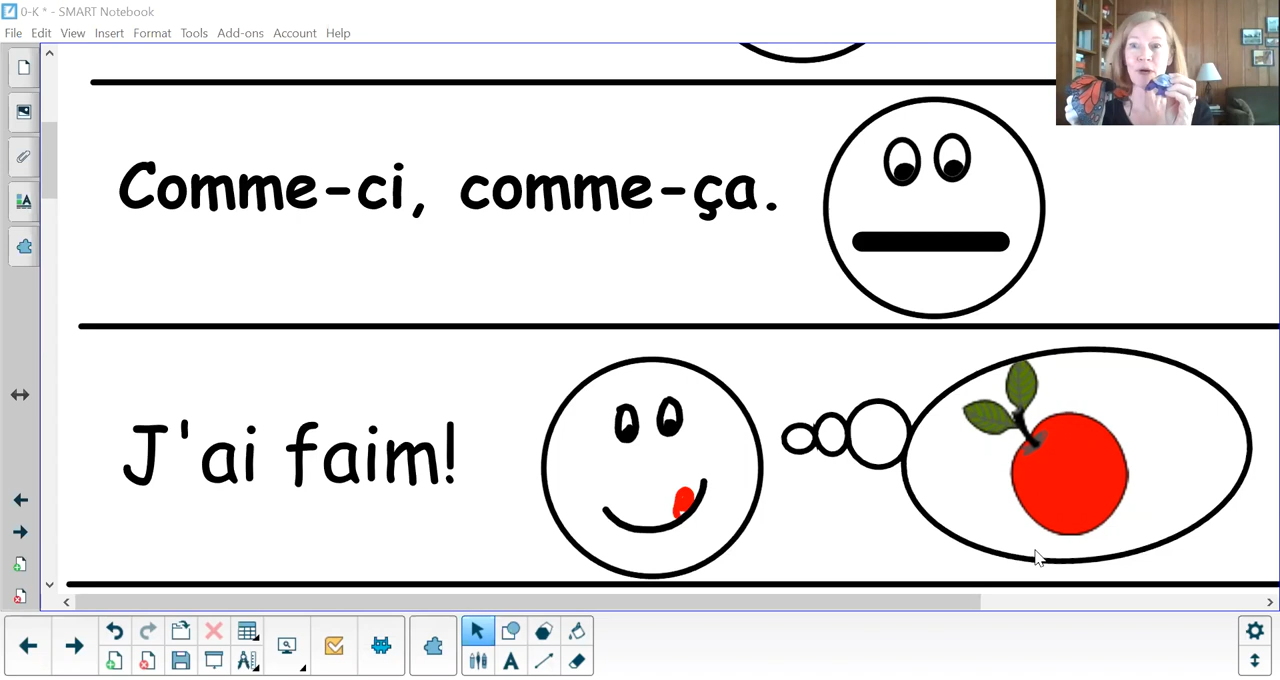 0-K * - SMART Notebook
File Edit View Insert Format Tools Add-ons Account Help
Comme-ci, comme-ça.
J'ai faim!